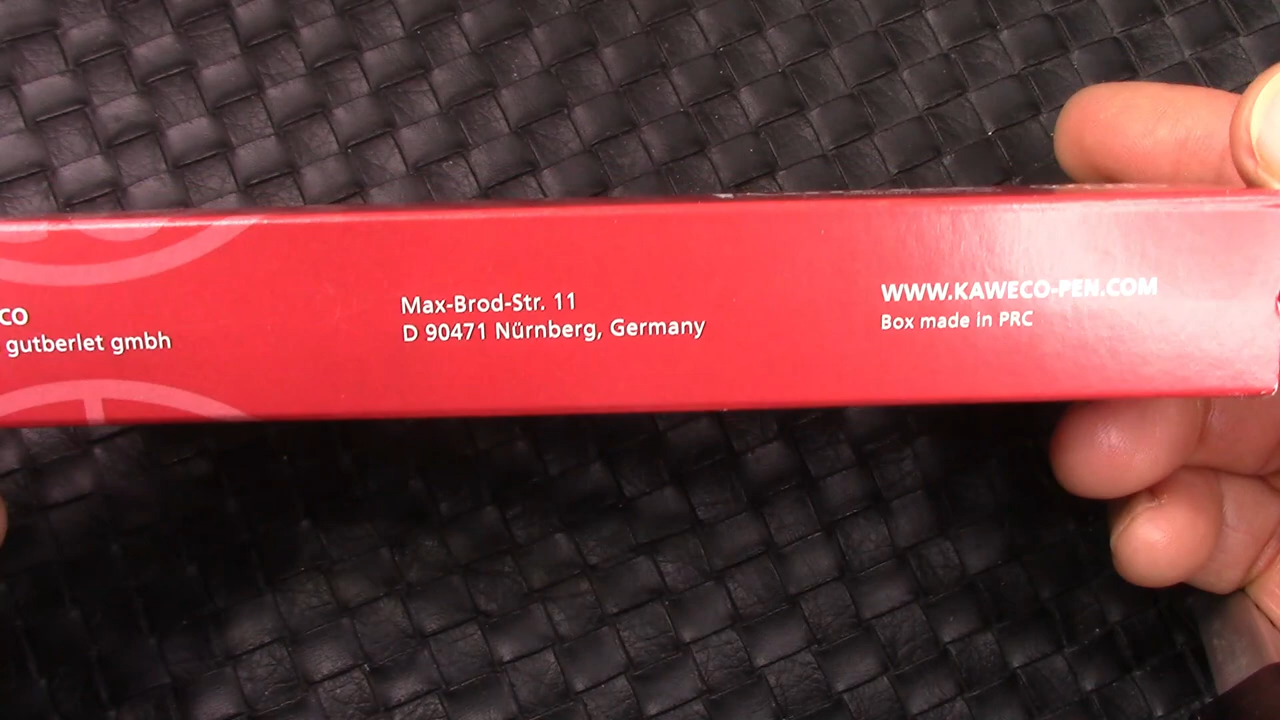 co
gutberlet gmbh
Max-Brod-Str. 11
D 90471 Nürnberg, Germany
WWW.KAWECO-PEN.COM
Box made in PRC